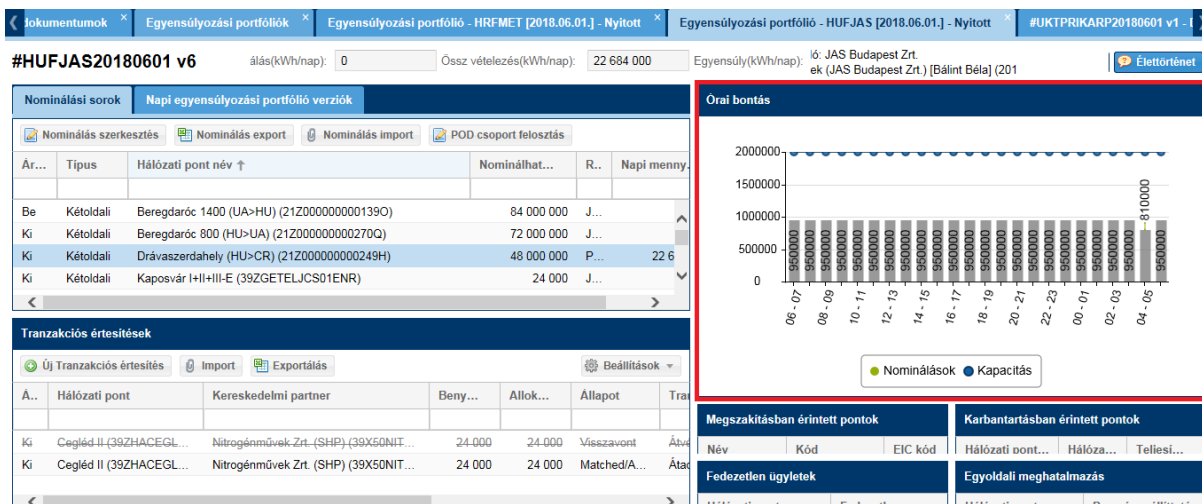 dokumentumok Egyensúlyozási portfóliók Egyensúlyozási portfólió - HRFMET [2018.06.01.] - Nyitott Egyensúlyozási portfólió - HUFJAS [2018.06.01.] - Nyitott #UKTPRIKARP20180601 v1 -
#HUFJAS20180601 v6 álás(kWh/nap): 0 Össz vételezés(kWh/nap): 22 684 000 Egyensúly(kWh/nap): ló: JAS Budapest Zrt.
ek (JAS Budapest Zrt.) [Bálint Béla] (201
Élettörténet
Nominálási sorok Napi egyensúlyozási portfólió verziók
Nominálás szerkesztés Nominálás export Nominálás import POD csoport felosztás
Ár... Típus Hálózati pont név ↑ Nominálhat... R.. Napi menny.
Be Kétoldali Beregdaróc 1400 (UA>HU) (21Z000000000139O) 84 000 000 J...
Ki Kétoldali Beregdaróc 800 (HU>UA) (21Z000000000270Q) 72 000 000 J...
Ki Kétoldali Drávaszerdahely (HU>CR) (21Z000000000249H) 48 000 000 P... 22 6
Ki Kétoldali Kaposvár I+II+III-E (39ZGETELJCS01ENR) 24 000 J...
Tranzakciós értesítések
Új Tranzakciós értesítés Import Exportálás Beállítások
Á.. Hálózati pont Kereskedelmi partner Beny... Allok... Állapot Tra
Ki Cegléd II (39ZHACEGL... Nitrogénművek Zrt. (SHP) (39X50NIT... 24 000 24 000 Visszavont Átvé
Ki Cegléd II (39ZHACEGL... Nitrogénművek Zrt. (SHP) (39X50NIT... 24 000 24 000 Matched/A... Átad
Órai bontás
2000000
1500000
1000000
500000
0
950000 950000 950000 950000 950000 950000 950000 950000 950000 950000 950000 950000 950000 950000 950000 950000 950000 950000 950000 950000 950000 950000 810000 950000
06 - 07 08 - 09 10 - 11 12 - 13 14 - 15 16 - 17 18 - 19 20 - 21 22 - 23 00 - 01 02 - 03 04 - 05
Nominálások Kapacitás
Megszakításban érintett pontok
Név Kód EIC kód
Karbantartásban érintett pontok
Hálózati pont... Hálóza... Teljesí...
Fedezetlen ügyletek
Egyoldali meghatalmazás